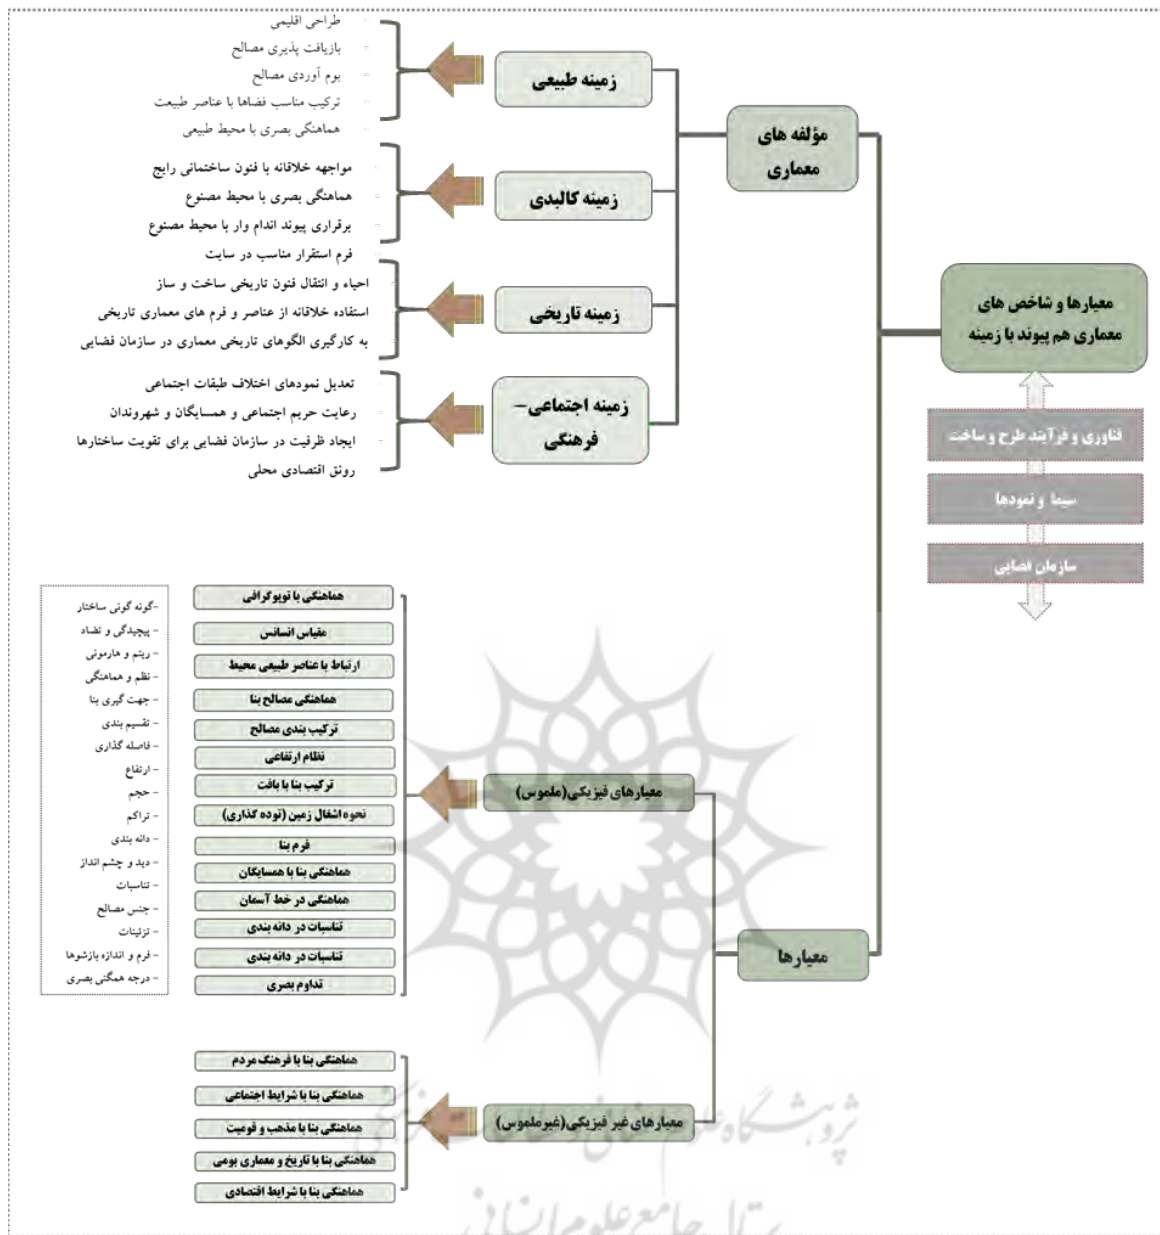 معیارها و شاخص های
معماری هم پیوند با زمینه
فناوری و فرآیند طرح و ساخت
سیما و نمودها
سازمان فضایی
مؤلفه های
معماری
زمینه طبیعی
طراحی اقلیمی
بازیافت پذیری مصالح
بوم آوردی مصالح
ترکیب مناسب فضاها با عناصر طبیعت
هماهنگی بصری با محیط طبیعی
زمینه کالبدی
مواجهه خلاقانه با فنون ساختمانی رایج
هماهنگی بصری با محیط مصنوع
برقراری پیوند اندام وار با محیط مصنوع
فرم استقرار مناسب در سایت
زمینه تاریخی
احیاء و انتقال فنون تاریخی ساخت و ساز
استفاده خلاقانه از عناصر و فرم های معماری تاریخی
به کارگیری الگوهای تاریخی معماری در سازمان فضایی
زمینه اجتماعی–
فرهنگی
تعدیل نمودهای اختلاف طبقات اجتماعی
رعایت حریم اجتماعی و همسایگان و شهروندان
ایجاد ظرفیت در سازمان فضایی برای تقویت ساختارها
رونق اقتصادی محلی
معیارها
معیارهای فیزیکی(ملموس)
هماهنگی با توپوگرافی
مقیاس انسانس
ارتباط با عناصر طبیعی محیط
هماهنگی مصالح بنا
ترکیب بندی مصالح
نظام ارتفاعی
ترکیب بنا با بافت
نحوه اشغال زمین (توده گذاری)
فرم بنا
هماهنگی بنا با همسایگان
هماهنگی در خط آسمان
تناسبات در دانه بندی
تناسبات در دانه بندی
تداوم بصری
-گونه گونی ساختار
- پیچیدگی و تضاد
- ریتم و هارمونی
- نظم و هماهنگی
- جهت گیری بنا
- تقسیم بندی
- فاصله گذاری
- ارتفاع
- حجم
- تراکم
- دانه بندی
- دید و چشم انداز
- تناسبات
- جنس مصالح
- تزئینات
- فرم و اندازه بازشوها
- درجه همگنی بصری
معیارهای غیر فیزیکی(غیرملموس)
هماهنگی بنا با فرهنگ مردم
هماهنگی بنا با شرایط اجتماعی
هماهنگی بنا با مذهب و قومیت
هماهنگی بنا با تاریخ و معماری بومی
هماهنگی بنا با شرایط اقتصادی
پژوهشگاه علوم انسانی و مطالعات فرهنگی
پرتال جامع علوم انسانی